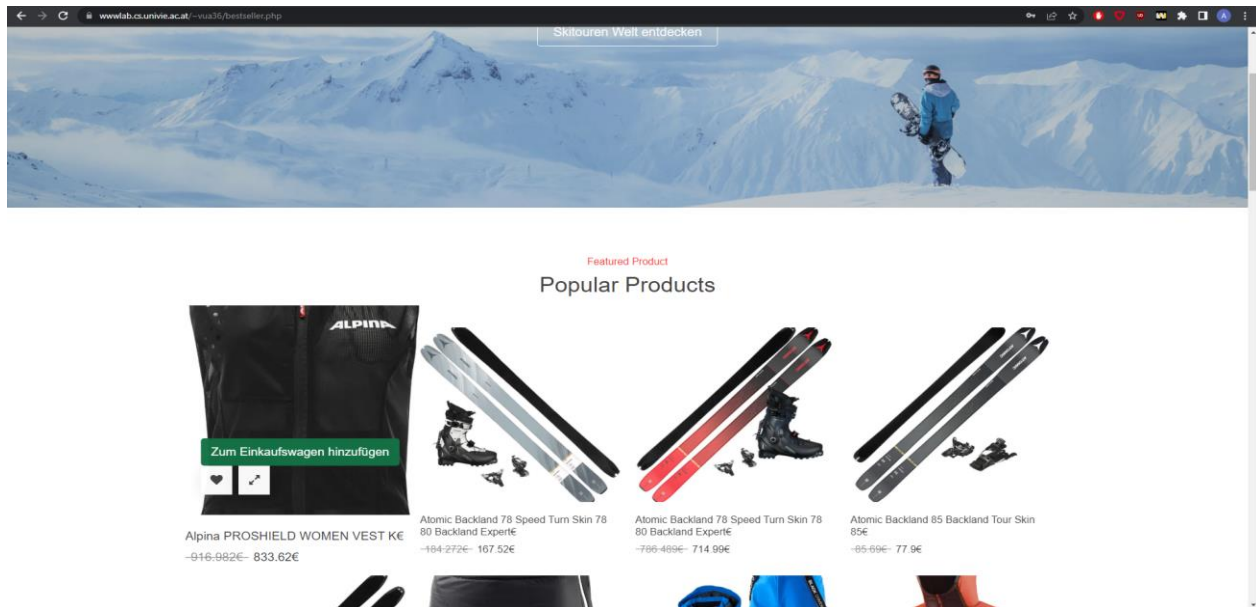 wwwlab.cs.univie.ac.at/~vua36/bestseller.php
Skitouren Welt entdecken
Featured Product
Popular Products
ALPINA
Zum Einkaufswagen hinzufügen
Alpina PROSHIELD WOMEN VEST K€
916.982€ 833.62€
Atomic Backland 78 Speed Turn Skin 78
80 Backland Expert€
184.272€ 167.52€
Atomic Backland 78 Speed Turn Skin 78
80 Backland Expert€
786.489€ 714.99€
Atomic Backland 85 Backland Tour Skin
85€
85.69€ 77.9€